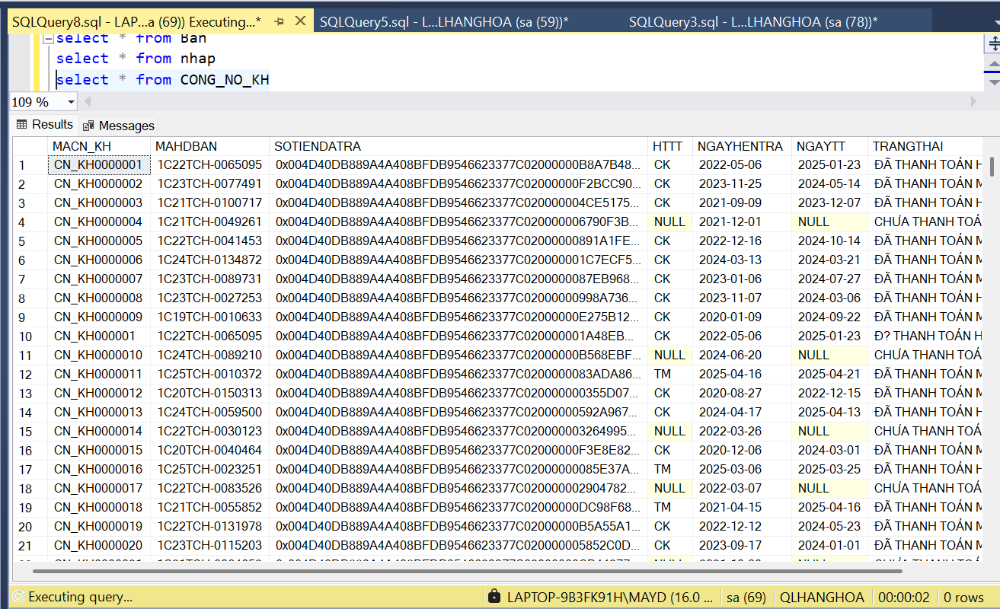 SQLQuery8.sql - LAP...a (69)) Executing...* SQLQuery5.sql - L...LHANGHOA (sa (59))* SQLQuery3.sql - L...LHANGHOA (sa (78))*
select * from Ban
select * from nhap
select * from CONG_NO_KH
109 %
Results Messages
MACN_KH MAHDBAN SOTIENDATRA HTTT NGAYHENTRA NGAYTT TRANGTHAI
1 CN_KH0000001 1C22TCH-0065095 0x004D40DB889A4A408BFDB9546623377C02000000B8A7B48... CK 2022-05-06 2025-01-23 ĐÃ THANH TOÁN H
2 CN_KH0000002 1C23TCH-0077491 0x004D40DB889A4A408BFDB9546623377C02000000F2BCC90... CK 2023-11-25 2024-05-14 ĐÃ THANH TOÁN M
3 CN_KH0000003 1C21TCH-0100717 0x004D40DB889A4A408BFDB9546623377C020000004CE5175... CK 2021-09-09 2023-12-07 ĐÃ THANH TOÁN H
4 CN_KH0000004 1C21TCH-0049261 0x004D40DB889A4A408BFDB9546623377C020000006790F3B... NULL 2021-12-01 NULL CHƯA THANH TOÁ
5 CN_KH0000005 1C22TCH-0041453 0x004D40DB889A4A408BFDB9546623377C02000000891A1FE... CK 2022-12-16 2024-10-14 ĐÃ THANH TOÁN M
6 CN_KH0000006 1C24TCH-0134872 0x004D40DB889A4A408BFDB9546623377C020000001C7ECF5... CK 2024-03-13 2024-03-21 ĐÃ THANH TOÁN M
7 CN_KH0000007 1C23TCH-0089731 0x004D40DB889A4A408BFDB9546623377C0200000087EB968... CK 2023-01-06 2024-07-27 ĐÃ THANH TOÁN M
8 CN_KH0000008 1C23TCH-0027253 0x004D40DB889A4A408BFDB9546623377C02000000998A736... CK 2023-11-07 2024-03-06 ĐÃ THANH TOÁN M
9 CN_KH0000009 1C19TCH-0010633 0x004D40DB889A4A408BFDB9546623377C02000000E275B12... CK 2020-01-09 2024-09-22 ĐÃ THANH TOÁN M
10 CN_KH000001 1C22TCH-0065095 0x004D40DB889A4A408BFDB9546623377C020000001A48EB... CK 2022-05-06 2025-01-23 Đ? THANH TOÁN H
11 CN_KH0000010 1C24TCH-0089210 0x004D40DB889A4A408BFDB9546623377C02000000B568EBF... NULL 2024-06-20 NULL CHƯA THANH TOÁ
12 CN_KH0000011 1C25TCH-0010372 0x004D40DB889A4A408BFDB9546623377C0200000083ADA86... TM 2025-04-16 2025-04-21 ĐÃ THANH TOÁN M
13 CN_KH0000012 1C20TCH-0150313 0x004D40DB889A4A408BFDB9546623377C02000000355D07... CK 2020-08-27 2022-12-15 ĐÃ THANH TOÁN M
14 CN_KH0000013 1C24TCH-0059500 0x004D40DB889A4A408BFDB9546623377C02000000592A967... CK 2024-04-17 2025-04-13 ĐÃ THANH TOÁN H
15 CN_KH0000014 1C22TCH-0030123 0x004D40DB889A4A408BFDB9546623377C020000003264995... NULL 2022-03-26 NULL CHƯA THANH TOÁ
16 CN_KH0000015 1C20TCH-0040464 0x004D40DB889A4A408BFDB9546623377C02000000F3E8E82... CK 2020-12-06 2024-03-01 ĐÃ THANH TOÁN M
17 CN_KH0000016 1C25TCH-0023251 0x004D40DB889A4A408BFDB9546623377C02000000085E37A... TM 2025-03-06 2025-03-25 ĐÃ THANH TOÁN M
18 CN_KH0000017 1C22TCH-0083526 0x004D40DB889A4A408BFDB9546623377C020000002904782... NULL 2022-03-07 NULL CHƯA THANH TOÁ
19 CN_KH0000018 1C21TCH-0055852 0x004D40DB889A4A408BFDB9546623377C02000000DC98F68... TM 2021-04-15 2025-04-16 ĐÃ THANH TOÁN M
20 CN_KH0000019 1C22TCH-0131978 0x004D40DB889A4A408BFDB9546623377C02000000B5A55A1... CK 2022-12-12 2024-05-23 ĐÃ THANH TOÁN M
21 CN_KH0000020 1C23TCH-0115203 0x004D40DB889A4A408BFDB9546623377C020000005852C0D... CK 2023-09-17 2024-01-01 ĐÃ THANH TOÁN M
Executing query... LAPTOP-9B3FK91H\MAYD (16.0 ... sa (69) QLHANGHOA 00:00:02 0 rows